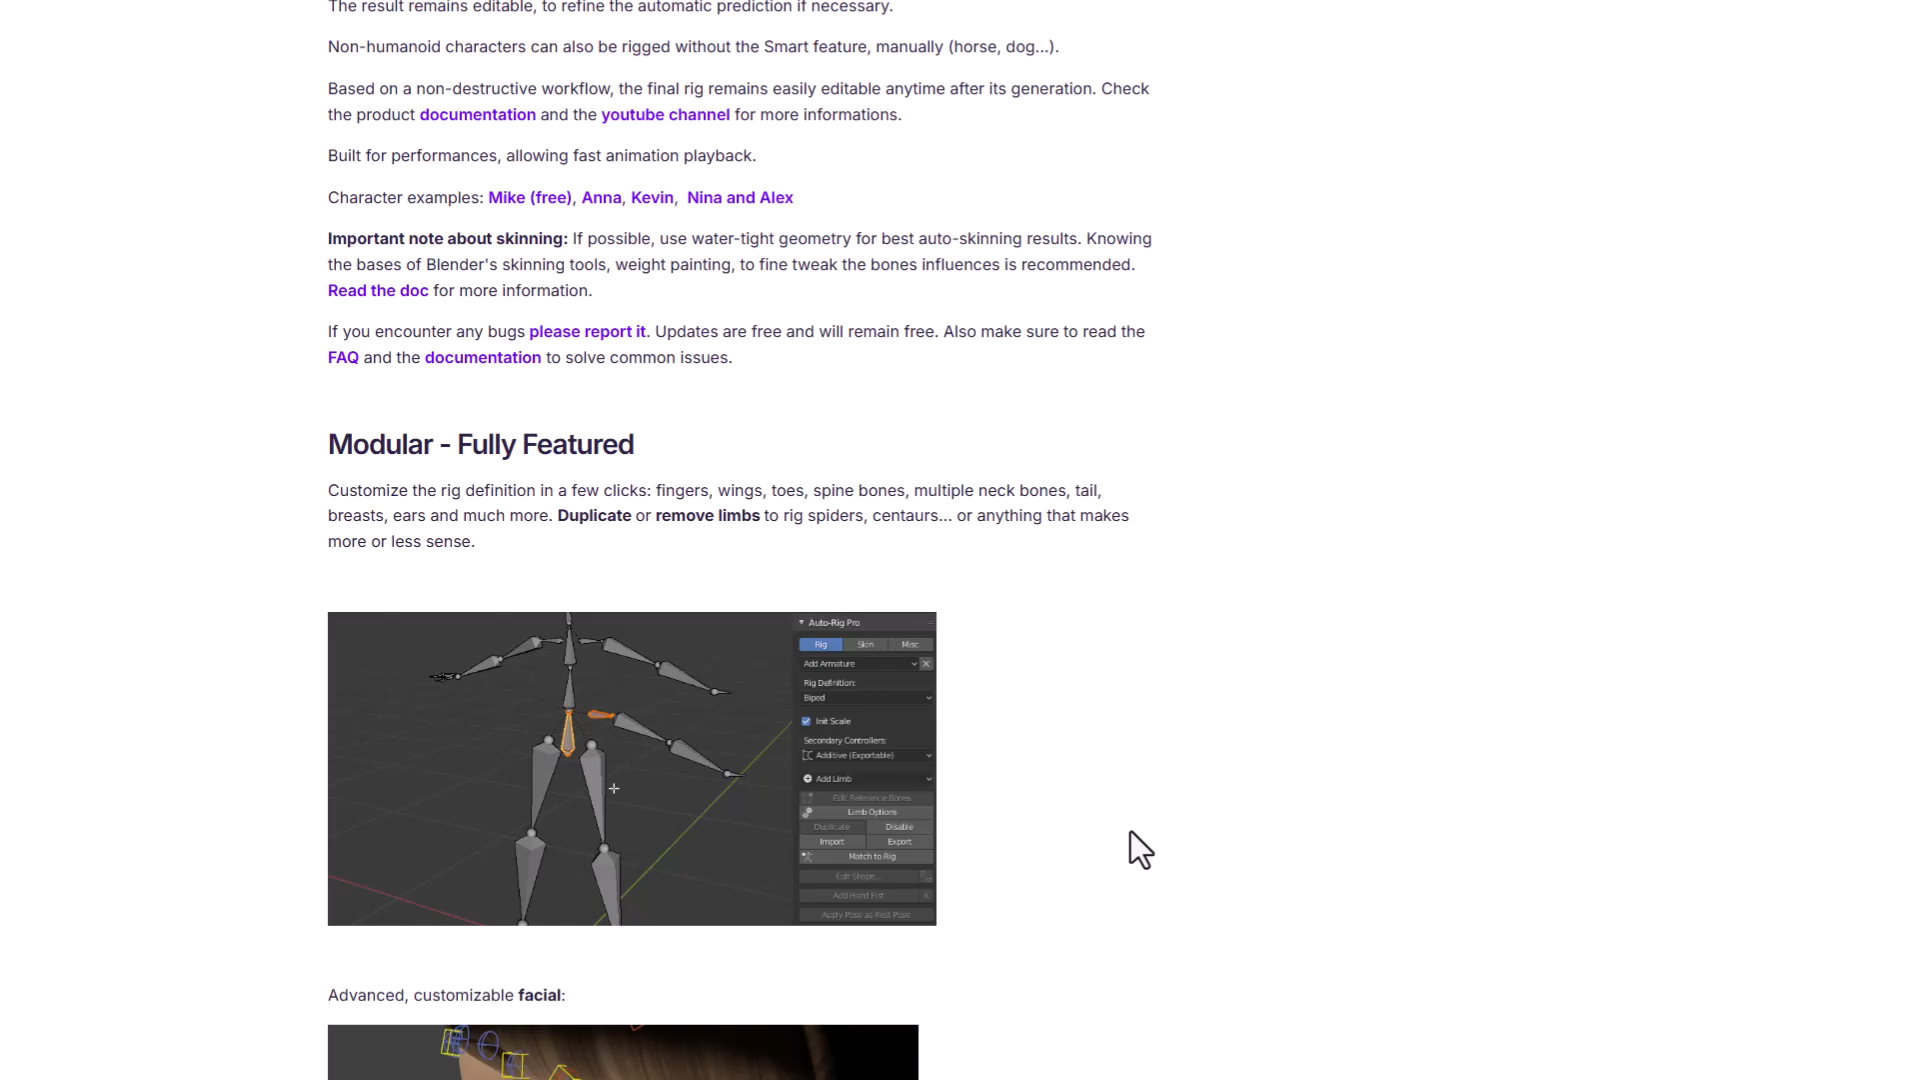 The result remains editable, to refine the automatic prediction if necessary.
Non-humanoid characters can also be rigged without the Smart feature, manually (horse, dog...).
Based on a non-destructive workflow, the final rig remains easily editable anytime after its generation. Check
the product documentation and the youtube channel for more informations.
Built for performances, allowing fast animation playback.
Character examples: Mike (free), Anna, Kevin,  Nina and Alex
Important note about skinning: If possible, use water-tight geometry for best auto-skinning results. Knowing
the bases of Blender's skinning tools, weight painting, to fine tweak the bones influences is recommended.
Read the doc for more information.
If you encounter any bugs please report it. Updates are free and will remain free. Also make sure to read the
FAQ and the documentation to solve common issues.
Modular - Fully Featured
Customize the rig definition in a few clicks: fingers, wings, toes, spine bones, multiple neck bones, tail,
breasts, ears and much more. Duplicate or remove limbs to rig spiders, centaurs... or anything that makes
more or less sense.
Auto-Rig Pro
Rig Skin Misc
Add Armature
Rig Definition:
Biped
Init Scale
Secondary Controllers:
Additive (Exportable)
Add Limb
Edit Reference Bones
Limb Options
Duplicate Disable
Import Export
Match to Rig
Edit Shape...
Add Hand Fist
Apply Pose as Rest Pose
Advanced, customizable facial: